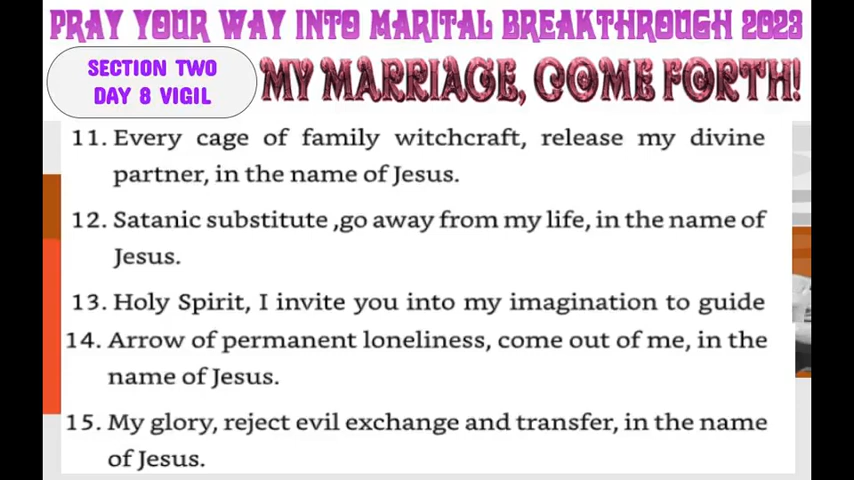 PRAY YOUR WAY INTO MARITAL BREAKTHROUGH 2023
SECTION TWO
DAY 8 VIGIL
MY MARRIAGE, COME FORTH!
11. Every cage of family witchcraft, release my divine
partner, in the name of Jesus.
12. Satanic substitute ,go away from my life, in the name of
Jesus.
13. Holy Spirit, I invite you into my imagination to guide
14. Arrow of permanent loneliness, come out of me, in the
name of Jesus.
15. My glory, reject evil exchange and transfer, in the name
of Jesus.